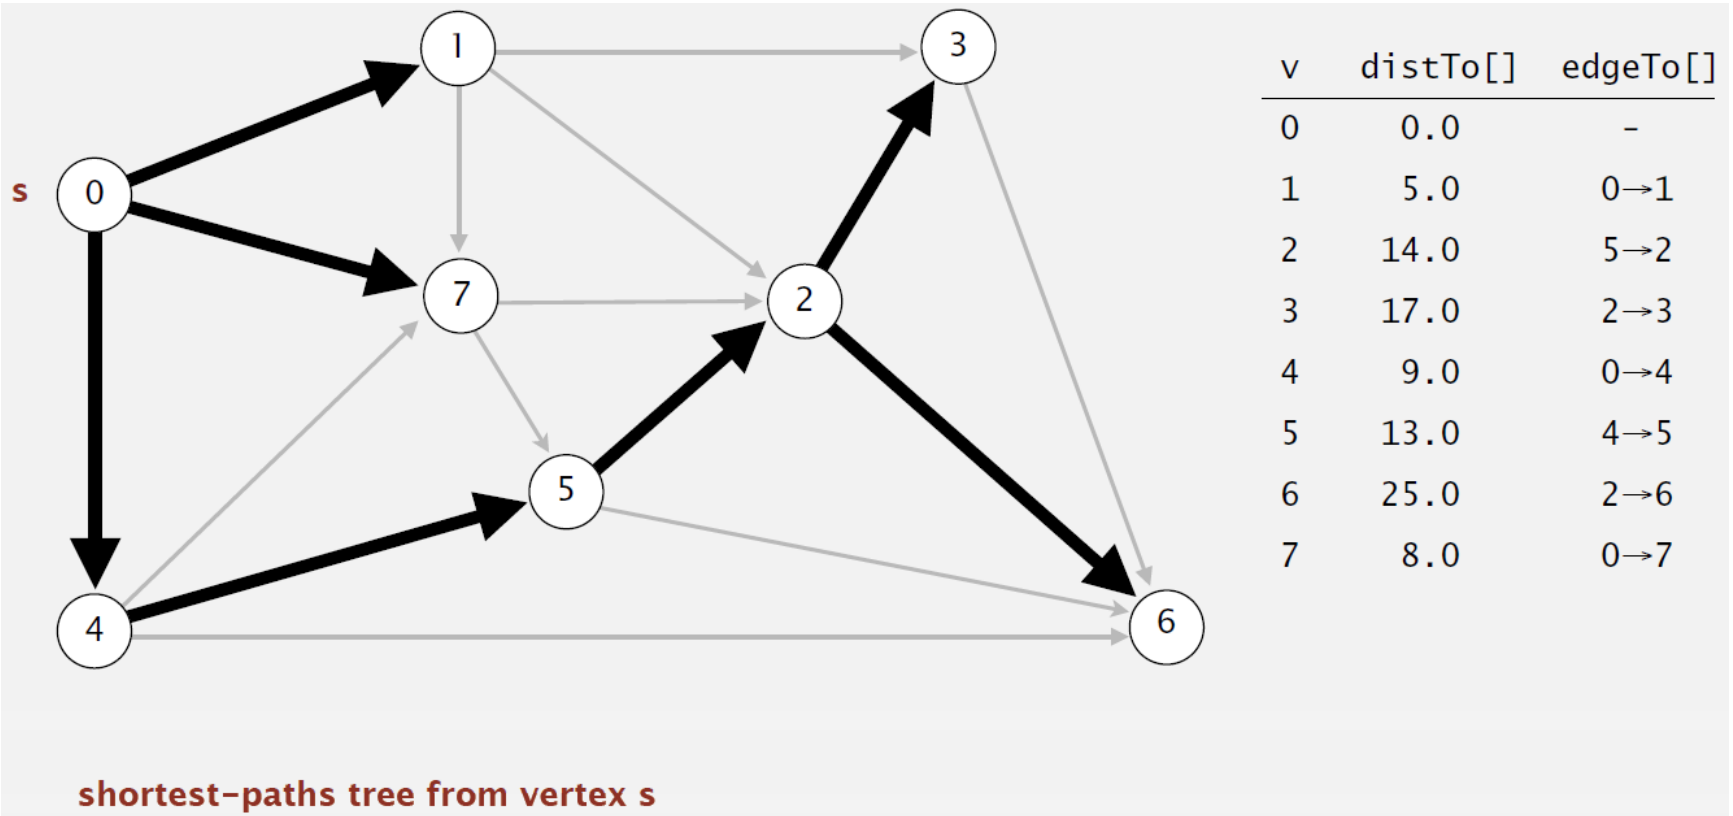 1
3
s
0
7
2
5
4
6
v distTo[] edgeTo[]
0 0.0 -
1 5.0 0→1
2 14.0 5→2
3 17.0 2→3
4 9.0 0→4
5 13.0 4→5
6 25.0 2→6
7 8.0 0→7
shortest-paths tree from vertex s